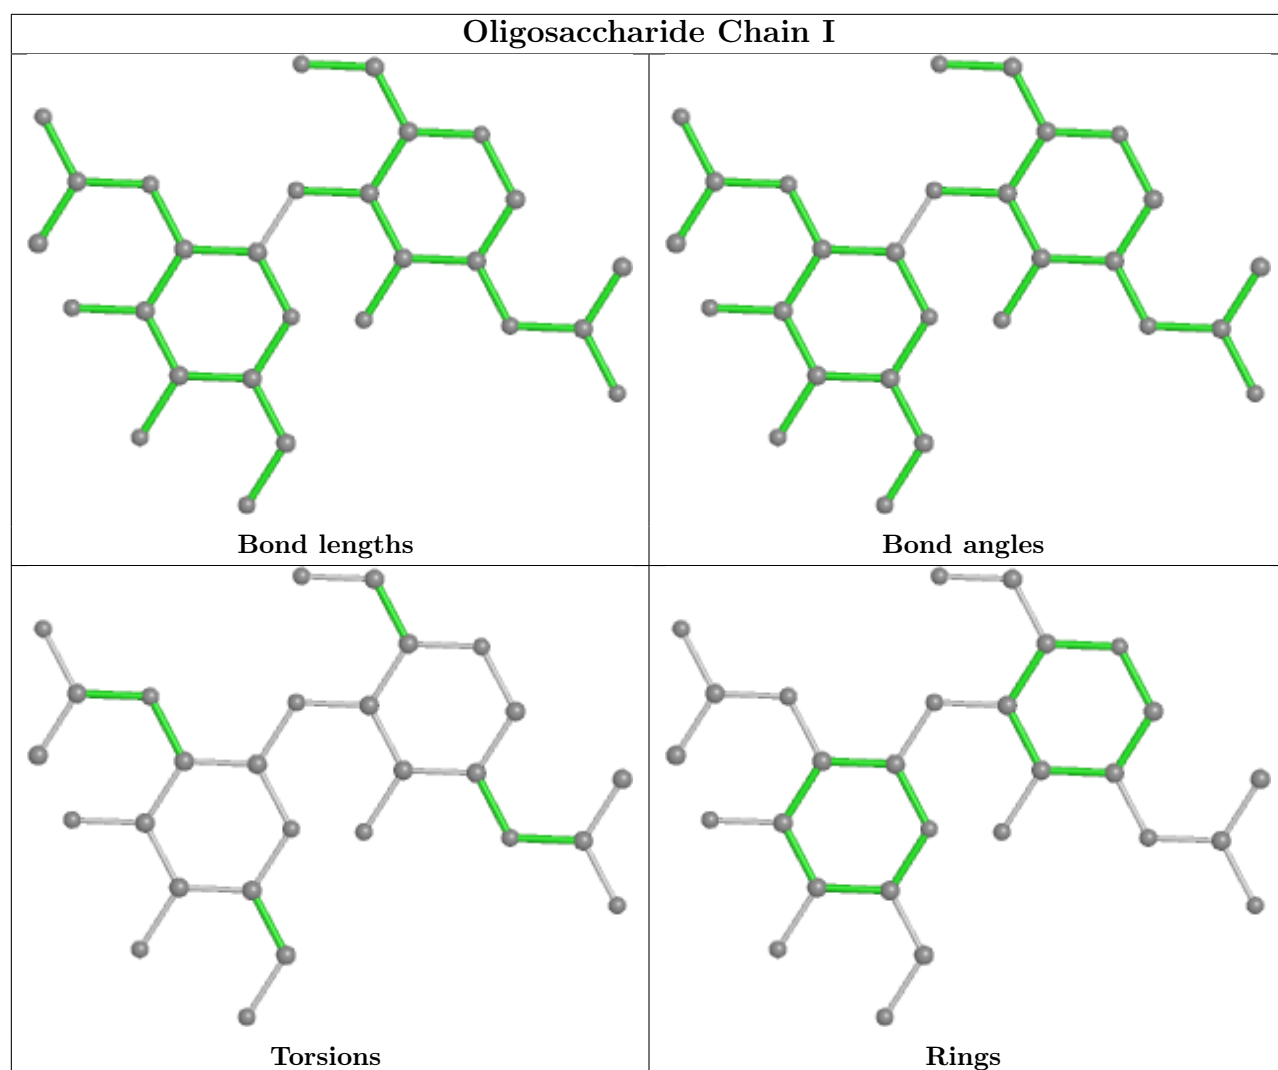 Oligosaccharide Chain I
Bond lengths
Bond angles
Torsions
Rings